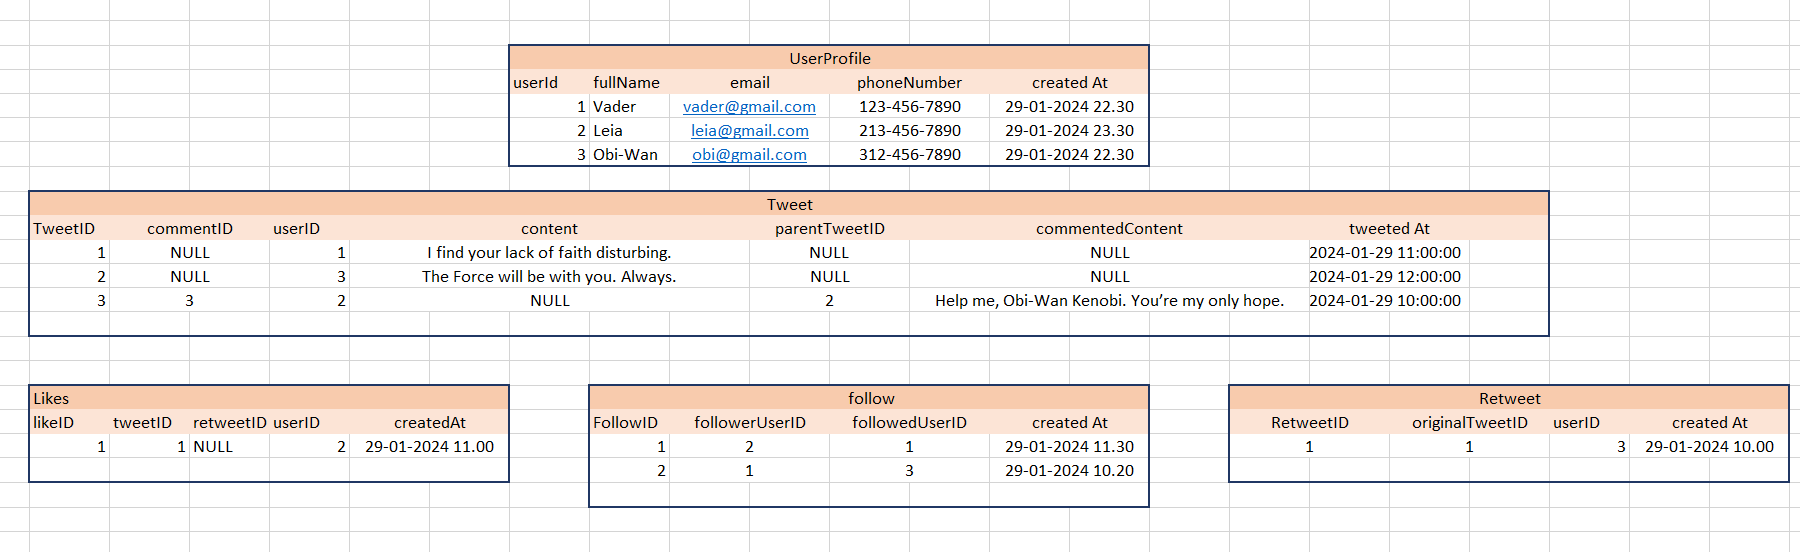 UserProfile
userId fullName email phoneNumber created At
1 Vader vader@gmail.com 123-456-7890 29-01-2024 22.30
2 Leia leia@gmail.com 213-456-7890 29-01-2024 23.30
3 Obi-Wan obi@gmail.com 312-456-7890 29-01-2024 22.30
Tweet
TweetID commentID userID content parentTweetID commentedContent tweeted At
1 NULL 1 I find your lack of faith disturbing. NULL NULL 2024-01-29 11:00:00
2 NULL 3 The Force will be with you. Always. NULL NULL 2024-01-29 12:00:00
3 3 2 NULL 2 Help me, Obi-Wan Kenobi. You’re my only hope. 2024-01-29 10:00:00
Likes
likeID tweetID retweetID userID createdAt
1 1 NULL 2 29-01-2024 11.00
follow
FollowID followerUserID followedUserID created At
1 2 1 29-01-2024 11.30
2 1 3 29-01-2024 10.20
Retweet
RetweetID originalTweetID userID created At
1 1 3 29-01-2024 10.00